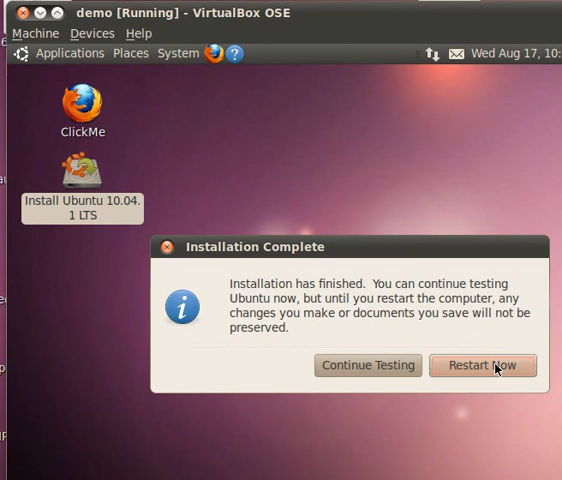 demo [Running] - VirtualBox OSE
Machine Devices Help
Applications Places System ? Wed Aug 17, 10:
ClickMe
Install Ubuntu 10.04.
1 LTS
Installation Complete
Installation has finished. You can continue testing
Ubuntu now, but until you restart the computer, any
changes you make or documents you save will not be
preserved.
Continue Testing Restart Now